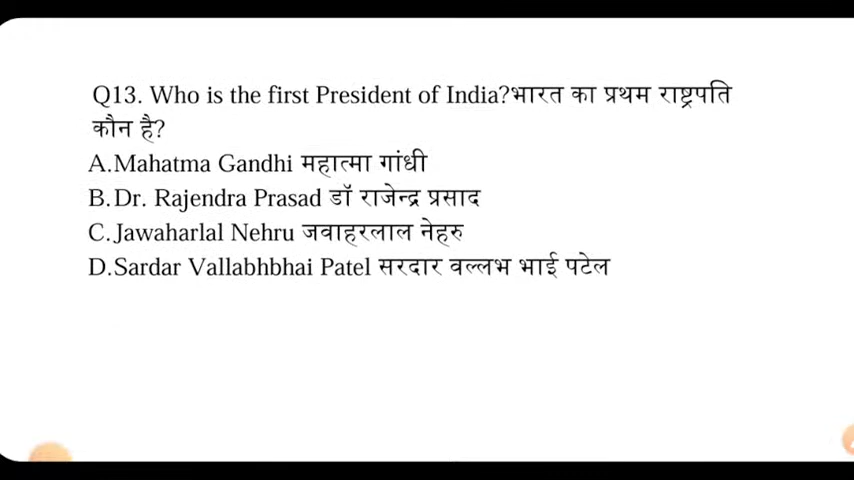 Q13. Who is the first President of India?भारत का प्रथम राष्ट्रपति
कौन है?
A.Mahatma Gandhi महात्मा गांधी
B.Dr. Rajendra Prasad डॉ राजेन्द्र प्रसाद
C.Jawaharlal Nehru जवाहरलाल नेहरु
D.Sardar Vallabhbhai Patel सरदार वल्लभ भाई पटेल